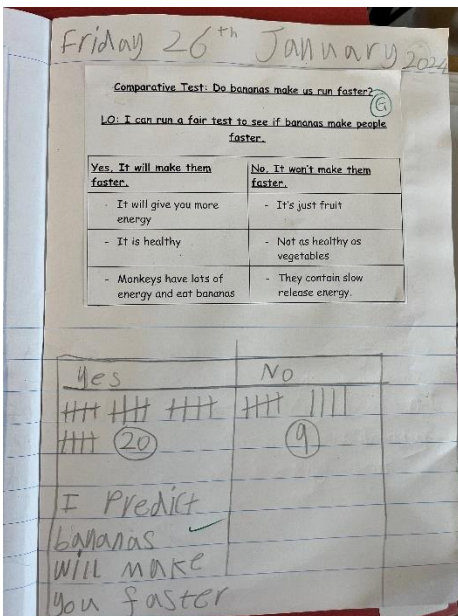 Friday 26th January 2024
Comparative Test: Do bananas make us run faster?
G
LO: I can run a fair test to see if bananas make people
faster.
Yes. It will make them
faster.
No. It won't make them
faster.
- It will give you more
energy
- It's just fruit
- It is healthy
- Not as healthy as
vegetables
- Monkeys have lots of
energy and eat bananas
- They contain slow
release energy.
Yes
No
20
9
I Predict
bananas
will make
you faster